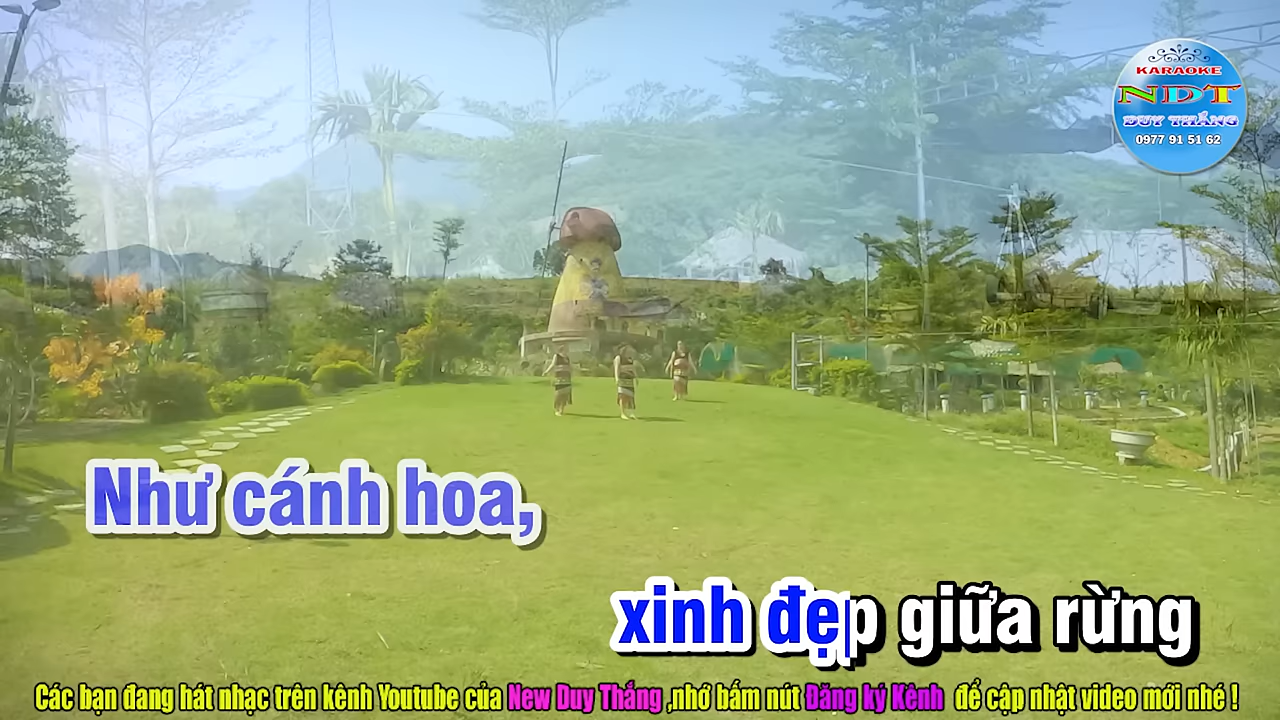 KARAOKE
NDT
DUY THẮNG
0977 91 51 62
Như cánh hoa,
xinh đẹp giữa rừng
Các bạn đang hát nhạc trên kênh Youtube của New Duy Thắng ,nhớ bấm nút Đăng ký Kênh để cập nhật video mới nhé !